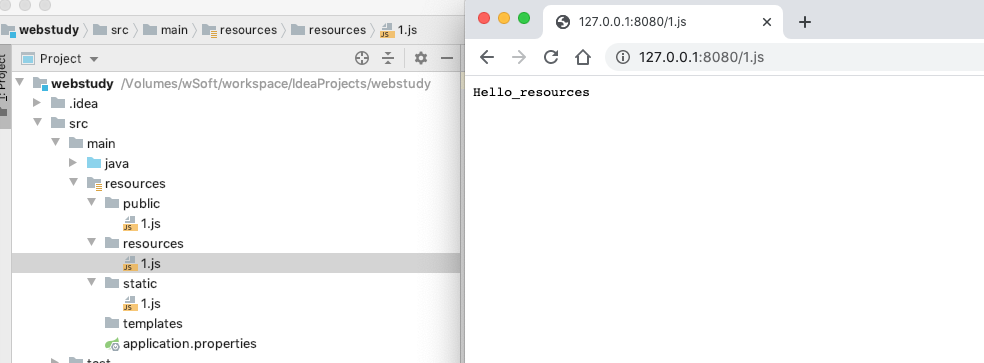 webstudy src main resources resources 1.js
1: Project
Project
webstudy /Volumes/wSoft/workspace/IdeaProjects/webstudy
.idea
src
main
java
resources
public
1.js
resources
1.js
static
1.js
templates
application.properties
127.0.0.1:8080/1.js
127.0.0.1:8080/1.js
Hello_resources